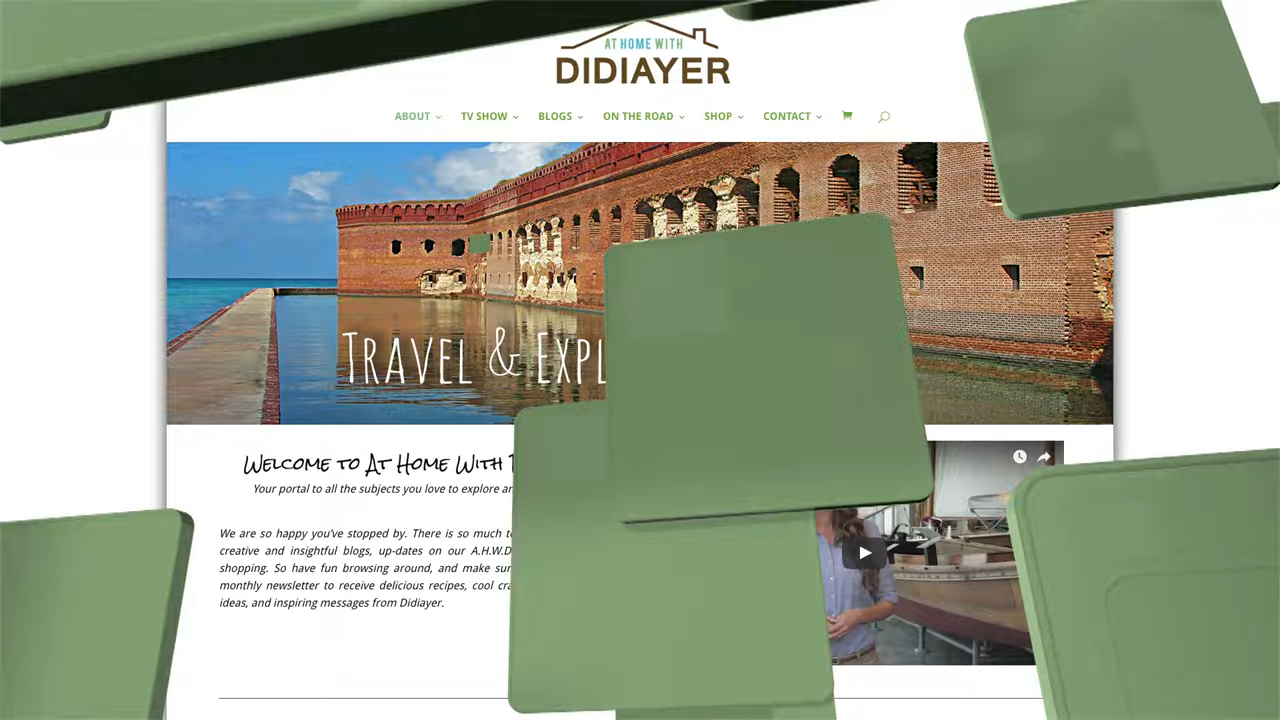 AT HOME WITH
DIDIAYER
ABOUT TV SHOW BLOGS ON THE ROAD SHOP CONTACT
TRAVEL & EXPL
WELCOME TO AT HOME WITH
Your portal to all the subjects you love to explore
We are so happy you've stopped by. There is so much
creative and insightful blogs, up-dates on our A.H.W.D
shopping. So have fun browsing around, and make
monthly newsletter to receive delicious recipes, cool
ideas, and inspiring messages from Didiayer.